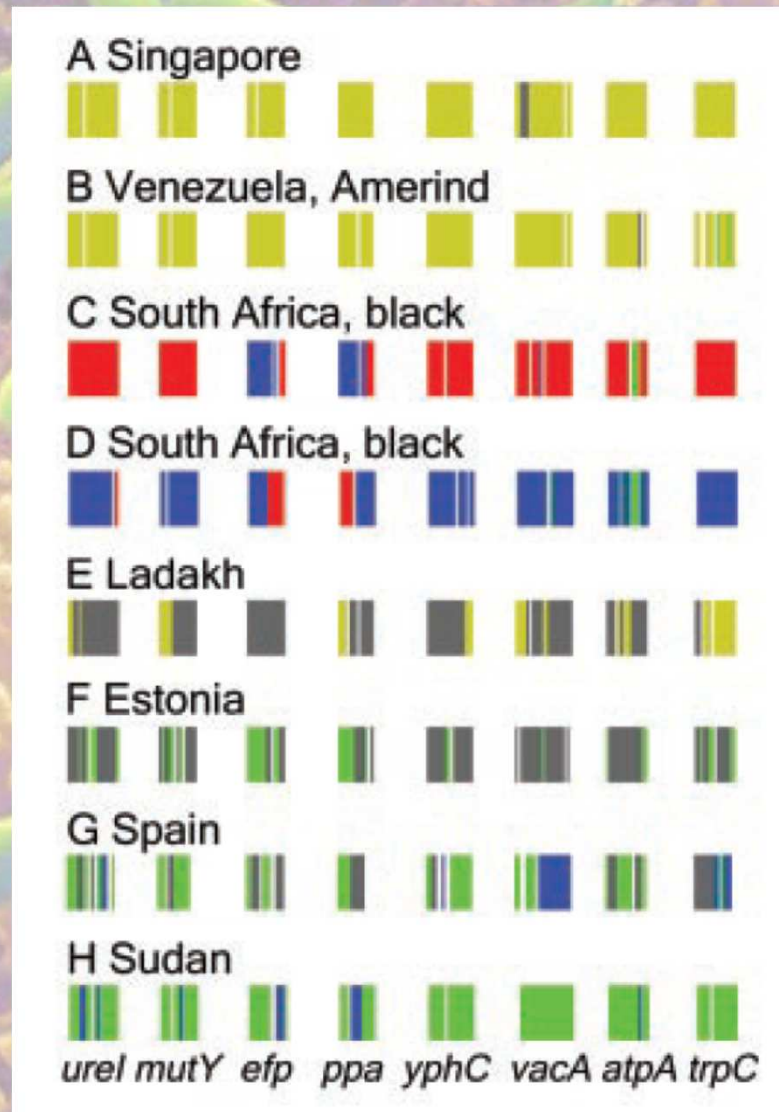 A Singapore
B Venezuela, Amerind
C South Africa, black
D South Africa, black
E Ladakh
F Estonia
G Spain
H Sudan
ureI mutY efp ppa yphC vacA atpA trpC